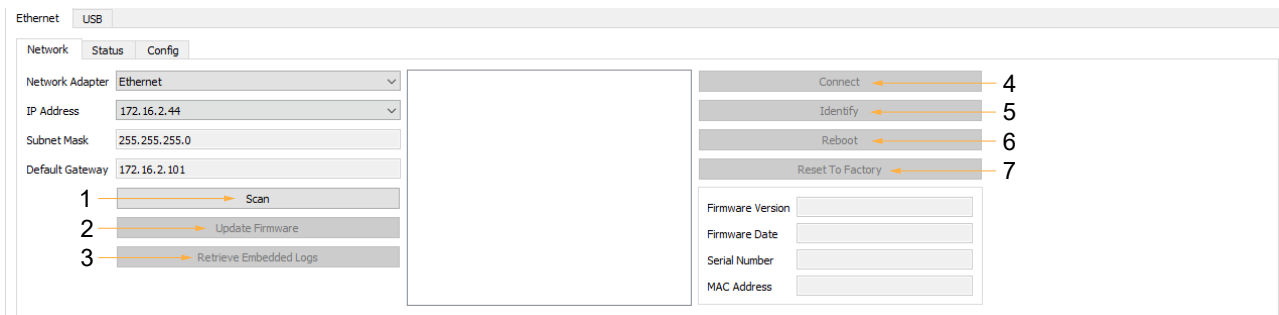 Ethernet USB
Network Status Config
Network Adapter Ethernet
IP Address 172.16.2.44
Subnet Mask 255.255.255.0
Default Gateway 172.16.2.101
1 Scan
2 Update Firmware
3 Retrieve Embedded Logs
Connect 4
Identify 5
Reboot 6
Reset To Factory 7
Firmware Version
Firmware Date
Serial Number
MAC Address